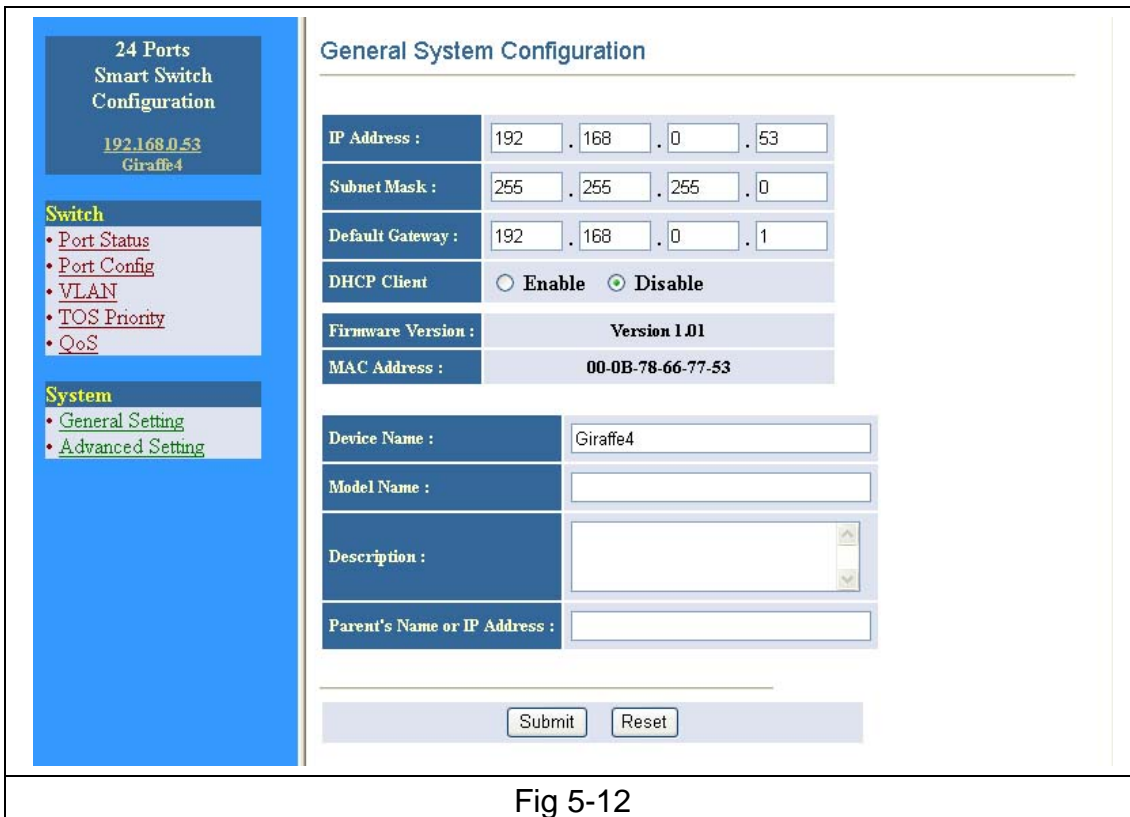 24 Ports
Smart Switch
Configuration
192.168.0.53
Giraffe4
Switch
• Port Status
• Port Config
• VLAN
• TOS Priority
• QoS
System
• General Setting
• Advanced Setting
General System Configuration
IP Address : 192 . 168 . 0 . 53
Subnet Mask : 255 . 255 . 255 . 0
Default Gateway : 192 . 168 . 0 . 1
DHCP Client Enable Disable
Firmware Version : Version 1.01
MAC Address : 00-0B-78-66-77-53
Device Name : Giraffe4
Model Name :
Description :
Parent's Name or IP Address :
Submit Reset
Fig 5-12